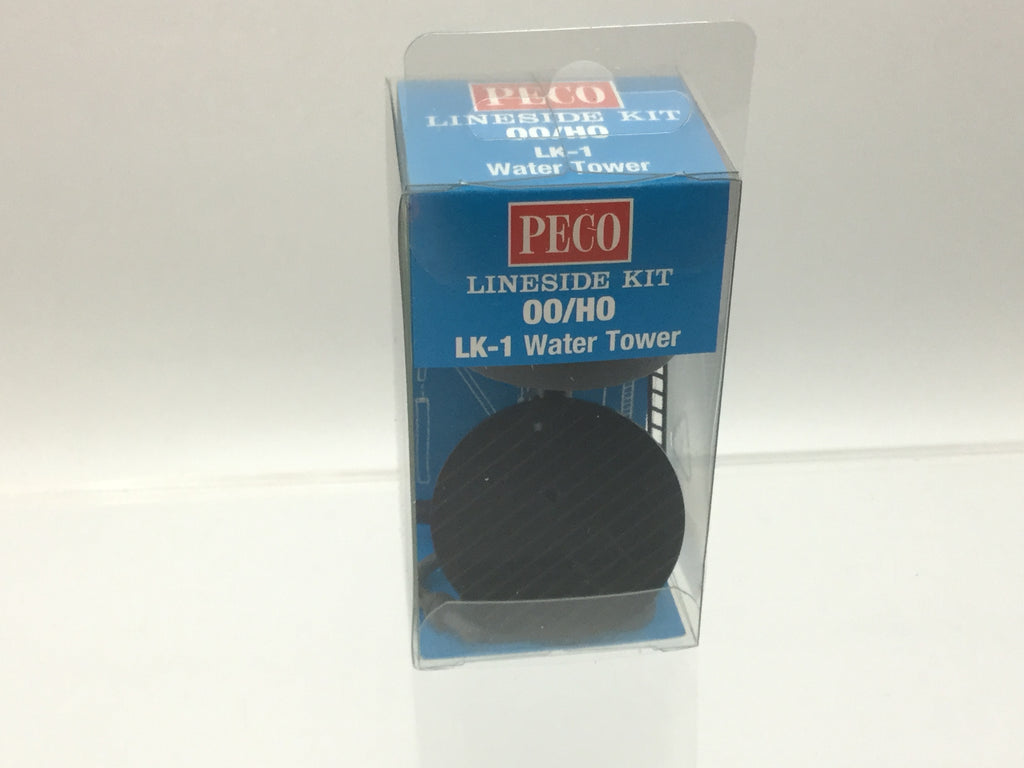 PECO
LINESIDE KIT
OO/HO
LK-1
Water Tower
PECO
LINESIDE KIT
OO/HO
LK-1 Water Tower